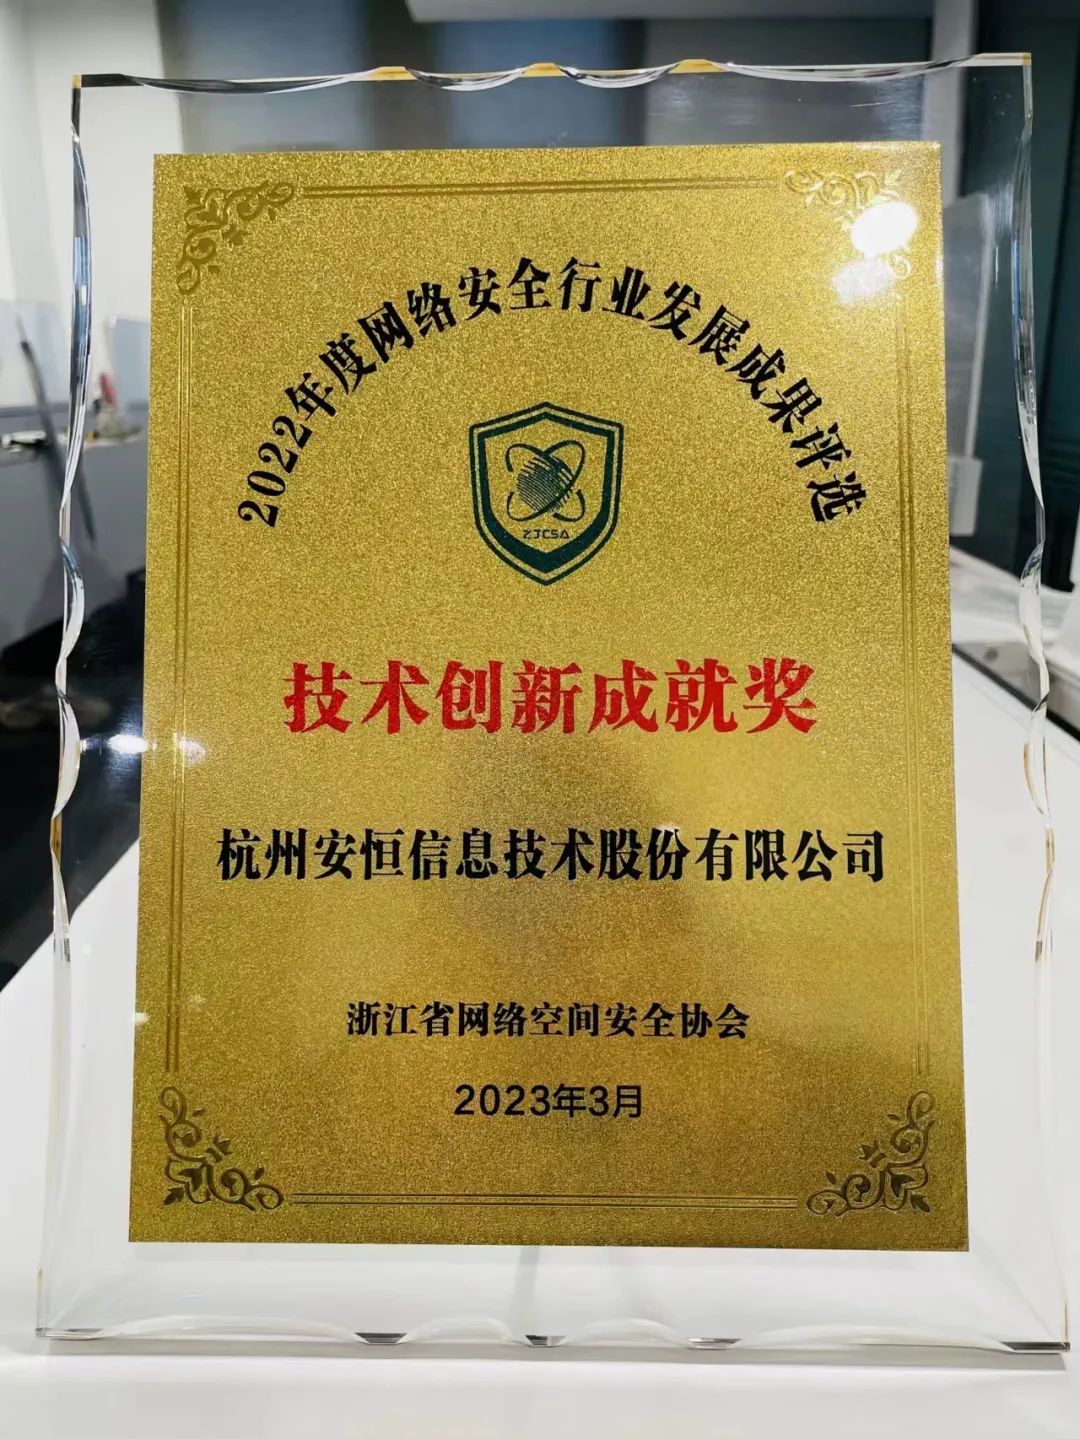 2022年度网络安全行业发展成果评选
ZJCSA
技术创新成就奖
杭州安恒信息技术股份有限公司
浙江省网络空间安全协会
2023年3月